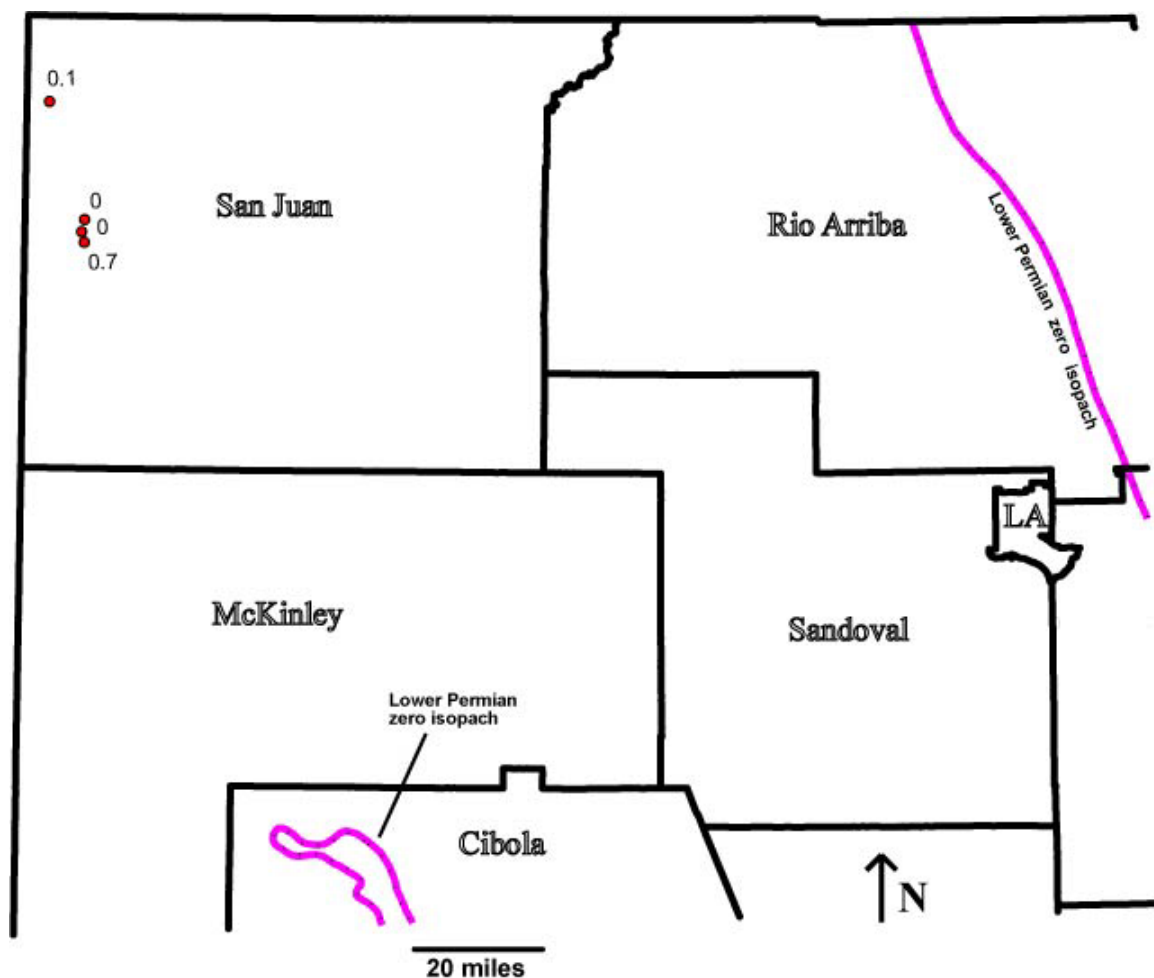 0.1
0
0
0.7
San Juan
Rio Arriba
Lower Permian zero isopach
LA
McKinley
Sandoval
Lower Permian
zero isopach
Cibola
N
20 miles